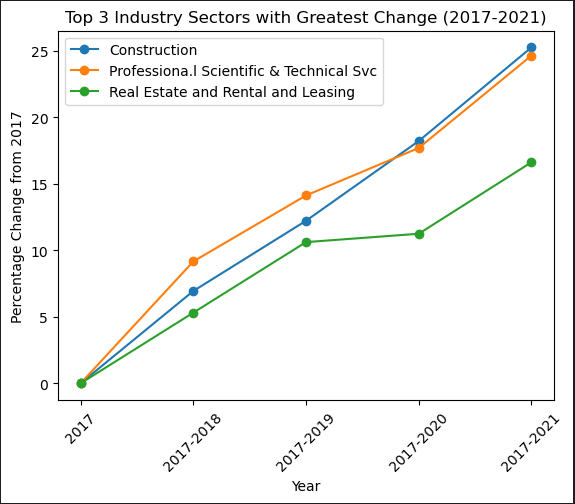 Top 3 Industry Sectors with Greatest Change (2017-2021)
Construction
Professiona.l Scientific & Technical Svc
Real Estate and Rental and Leasing
Percentage Change from 2017
25
20
15
10
5
0
2017
2017-2018
2017-2019
2017-2020
2017-2021
Year